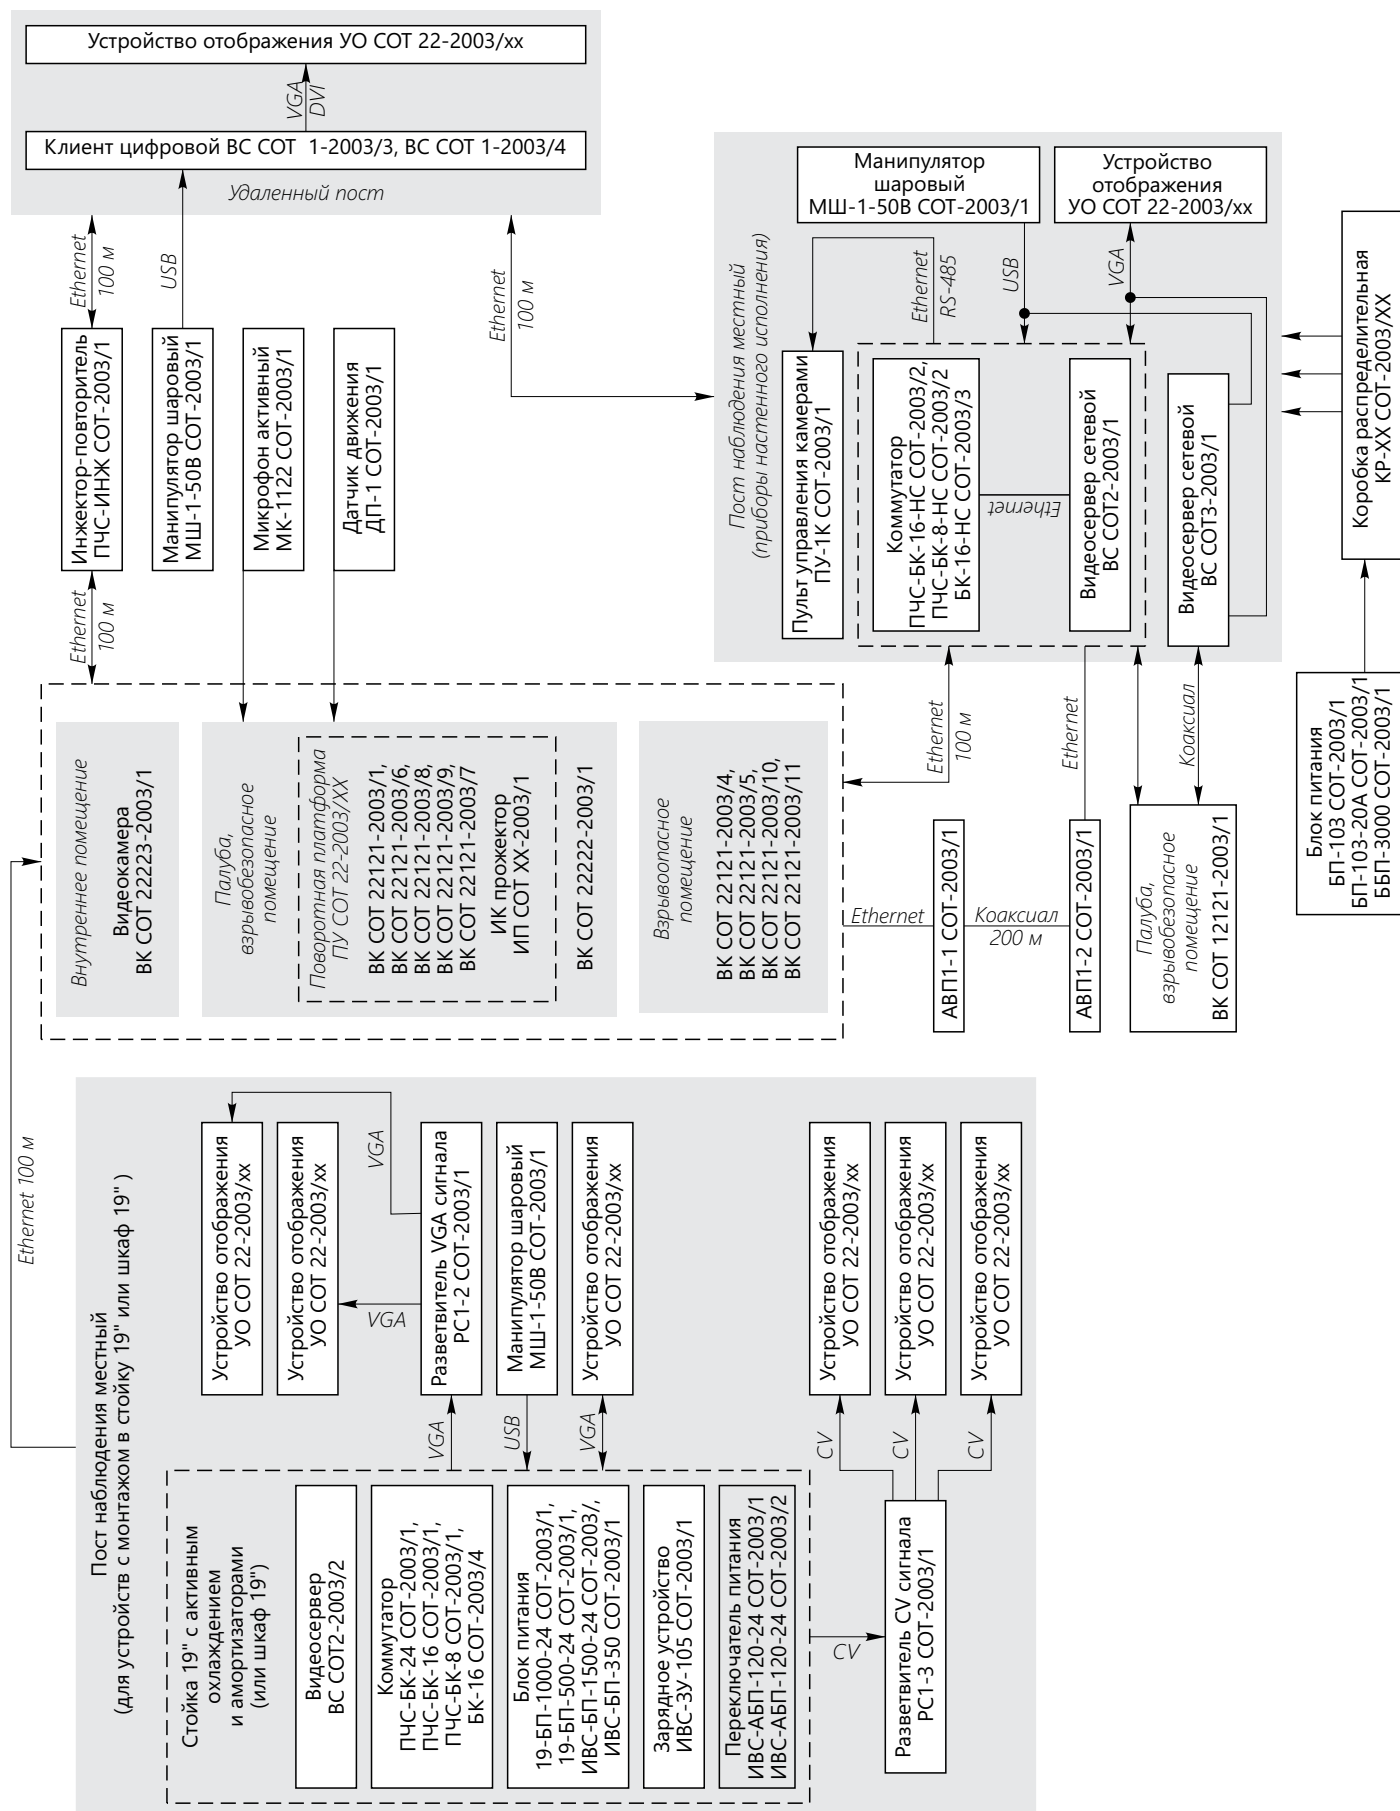 Устройство отображения УО СОТ 22-2003/xx
VGA
DVI
Клиент цифровой ВС СОТ 1-2003/3, ВС СОТ 1-2003/4
Удаленный пост
Ethernet
100 м
USB
Ethernet
100 м
Инжектор-повторитель
ПЧС-ИНЖ СОТ-2003/1
Манипулятор шаровый
МШ-1-50В СОТ-2003/1
Микрофон активный
МК-1122 СОТ-2003/1
Датчик движения
ДП-1 СОТ-2003/1
Ethernet
100 м
Пост наблюдения местный
(приборы настенного исполнения)
Манипулятор
шаровый
МШ-1-50В СОТ-2003/1
Устройство
отображения
УО СОТ 22-2003/xx
Ethernet
RS-485
USB
VGA
Пульт управления камерами
ПУ-1К СОТ-2003/1
Коммутатор
ПЧС-БК-16-НС СОТ-2003/2,
ПЧС-БК-8-НС СОТ-2003/2
БК-16-НС СОТ-2003/3
Ethernet
Видеосервер сетевой
ВС СОТ2-2003/1
Видеосервер сетевой
ВС СОТ3-2003/1
Коробка распределительная
КР-ХХ СОТ-2003/ХХ
Блок питания
БП-103 СОТ-2003/1
БП-103-20А СОТ-2003/1
ББП-3000 СОТ-2003/1
Внутреннее помещение
Видеокамера
ВК СОТ 22223-2003/1
Палуба,
взрывобезопасное
помещение
Поворотная платформа
ПУ СОТ 22-2003/ХХ
ВК СОТ 22121-2003/1,
ВК СОТ 22121-2003/6,
ВК СОТ 22121-2003/8,
ВК СОТ 22121-2003/9,
ВК СОТ 22121-2003/7
ИК прожектор
ИП СОТ ХХ-2003/1
ВК СОТ 22222-2003/1
Взрывоопасное
помещение
ВК СОТ 22121-2003/4,
ВК СОТ 22121-2003/5,
ВК СОТ 22121-2003/10,
ВК СОТ 22121-2003/11
Ethernet
100 м
Ethernet
Коаксиал
Ethernet
АВП1-1 СОТ-2003/1
Коаксиал
200 м
АВП1-2 СОТ-2003/1
Палуба,
взрывобезопасное
помещение
ВК СОТ 12121-2003/1
Ethernet 100 м
Пост наблюдения местный
(для устройств с монтажом в стойку 19" или шкаф 19" )
Устройство отображения
УО СОТ 22-2003/xx
Устройство отображения
УО СОТ 22-2003/xx
VGA
VGA
Разветвитель VGA сигнала
РС1-2 СОТ-2003/1
Манипулятор шаровый
МШ-1-50В СОТ-2003/1
Устройство отображения
УО СОТ 22-2003/xx
Устройство отображения
УО СОТ 22-2003/xx
Устройство отображения
УО СОТ 22-2003/xx
Устройство отображения
УО СОТ 22-2003/xx
VGA
USB
VGA
CV
CV
CV
Стойка 19" с активным
охлаждением
и амортизаторами
(или шкаф 19")
Видеосервер
ВС СОТ2-2003/2
Коммутатор
ПЧС-БК-24 СОТ-2003/1,
ПЧС-БК-16 СОТ-2003/1,
ПЧС-БК-8 СОТ-2003/1,
БК-16 СОТ-2003/4
Блок питания
19-БП-1000-24 СОТ-2003/1,
19-БП-500-24 СОТ-2003/1,
ИВС-БП-1500-24 СОТ-2003/,
ИВС-БП-350 СОТ-2003/1
Зарядное устройство
ИВС-ЗУ-105 СОТ-2003/1
Переключатель питания
ИВС-АБП-120-24 СОТ-2003/1
ИВС-АБП-120-24 СОТ-2003/2
CV
Разветвитель CV сигнала
РС1-3 СОТ-2003/1